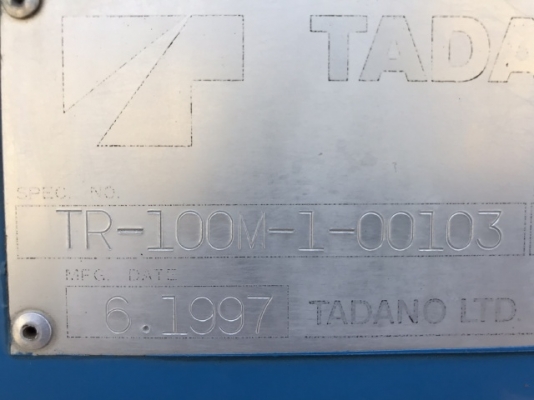 TADA
SPEC. NO.
TR-100M-1-00103
MFG. DATE
6.1997 TADANO LTD